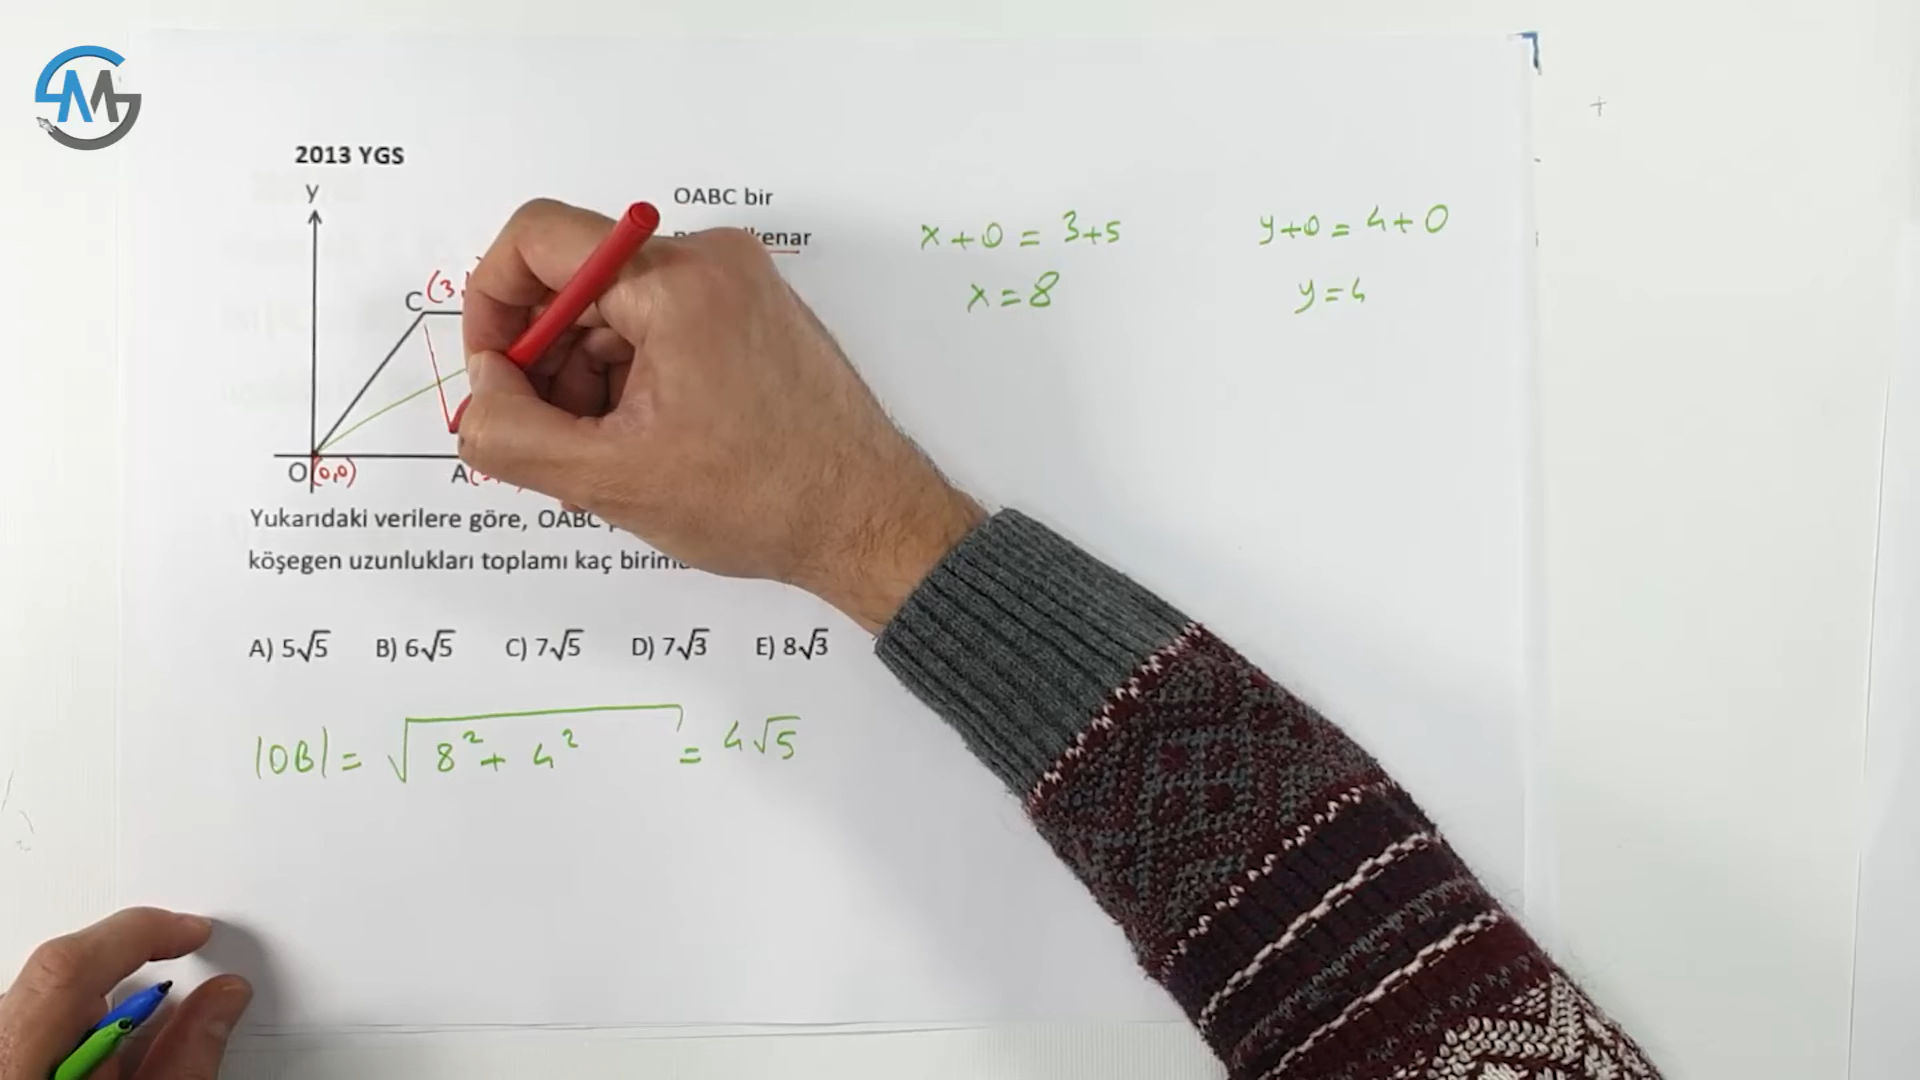 2013 YGS
y
OABC bir
kenar
C (3,
O (0,0)
A(
Yukarıdaki verilere göre, OABC
köşegen uzunlukları toplamı kaç birim
A) 5√5 B) 6√5 C) 7√5 D) 7√3 E) 8√3
|OB| = √8² + 4² = 4√5
x + 0 = 3+5
x = 8
y+0 = 4+0
y = 4